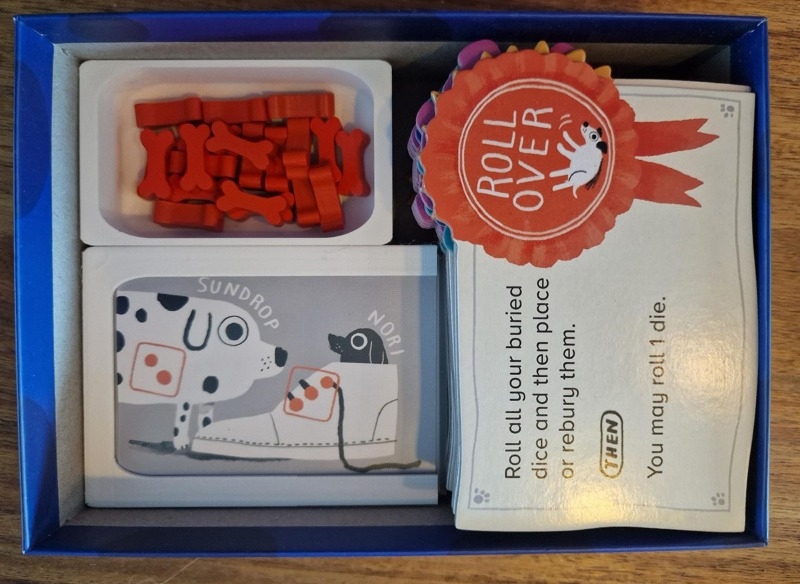 SUNDROP
NORI
ROLL
OVER
Roll all your buried
dice and then place
or rebury them.
THEN
You may roll 1 die.